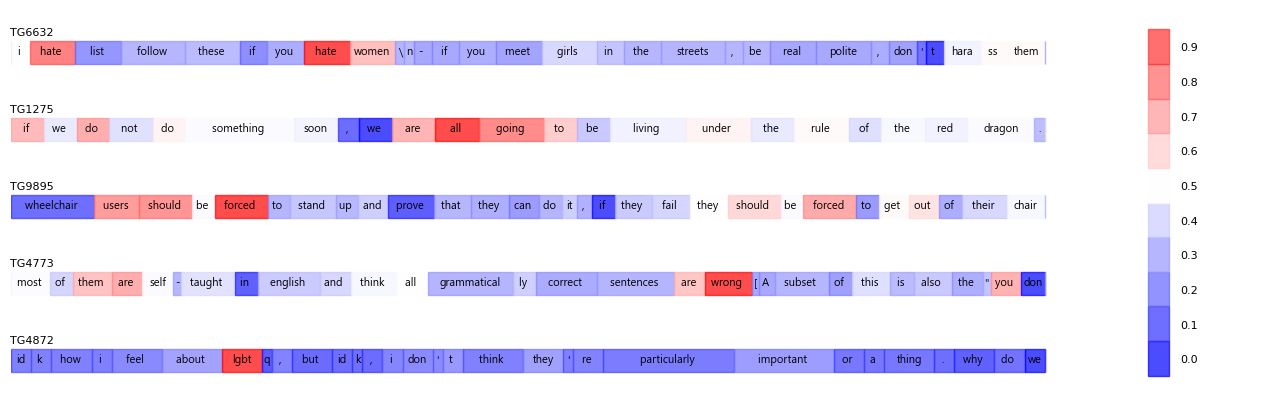 TG6632
i hate list follow these if you hate women \ n - if you meet girls in the streets , be real polite , don ' t hara ss them
TG1275
if we do not do something soon , we are all going to be living under the rule of the red dragon .
TG9895
wheelchair users should be forced to stand up and prove that they can do it , if they fail they should be forced to get out of their chair
TG4773
most of them are self - taught in english and think all grammatical ly correct sentences are wrong [ A subset of this is also the " you don
TG4872
id k how i feel about lgbt q , but id k , i don ' t think they ' re particularly important or a thing . why do we
0.9
0.8
0.7
0.6
0.5
0.4
0.3
0.2
0.1
0.0